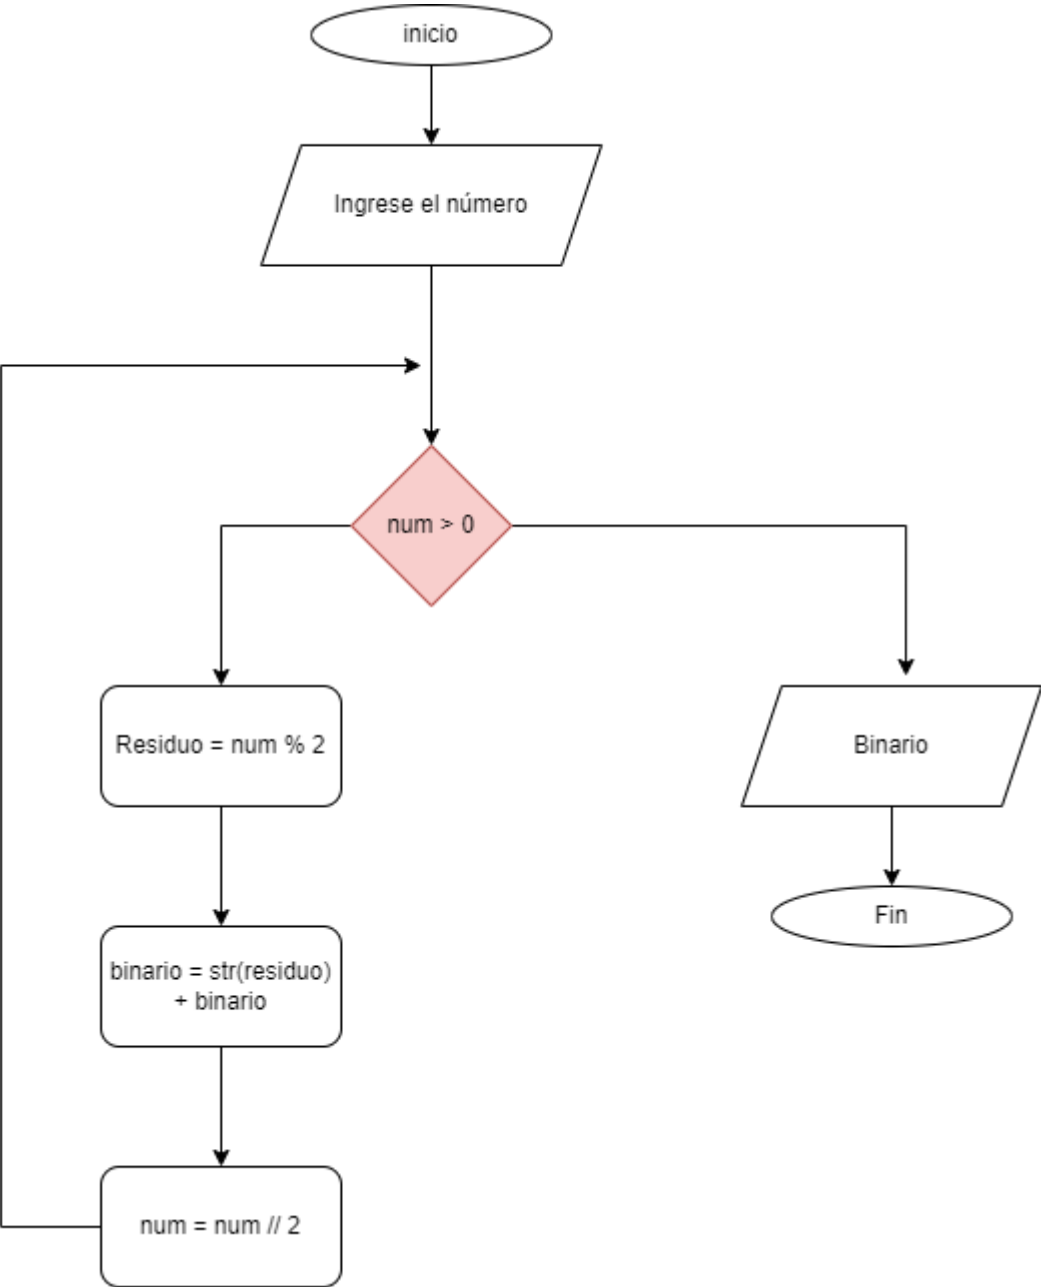 inicio
Ingrese el número
num > 0
Residuo = num % 2
Binario
binario = str(residuo)
+ binario
Fin
num = num // 2